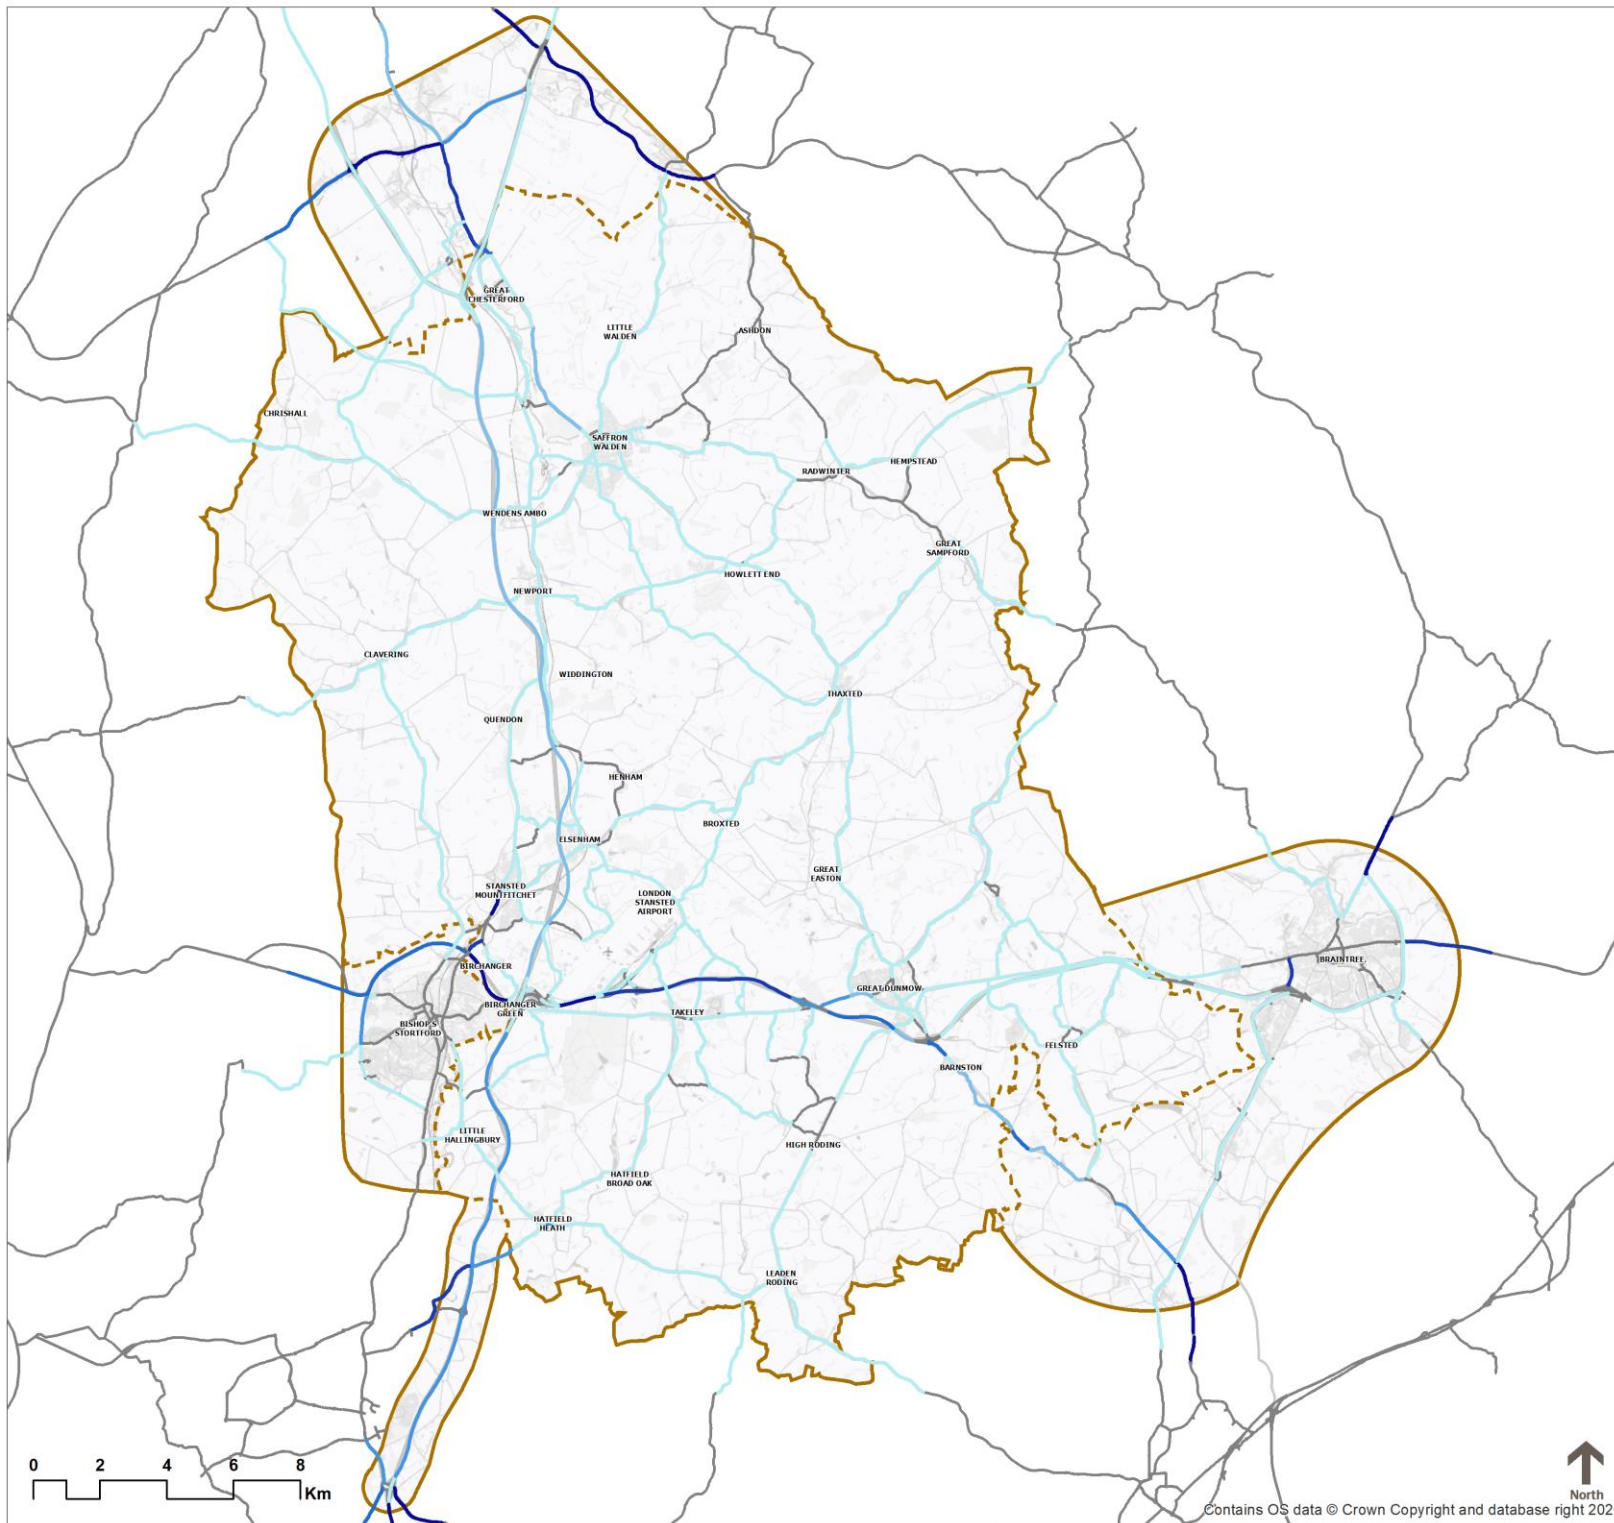 GREAT
CHESTERFORD
LITTLE
WALDEN
ASHDON
CHRISHALL
SAFFRON
WALDEN
RADWINTER
HEMPSTEAD
WENDENS AMBO
GREAT
SAMPFORD
HOWLETT END
NEWPORT
CLAVERING
WIDDINGTON
THAXTED
QUENDON
HENHAM
BROXTED
ELSENHAM
GREAT
EASTON
STANSTED
MOUNTFITCHET
LONDON
STANSTED
AIRPORT
BRAINTREE
BIRCHANGER
GREAT DUNMOW
BIRCHANGER
GREEN
TAKELEY
BISHOP'S
STORTFORD
FELSTED
BARNSTON
LITTLE
HALLINGBURY
HIGH RODING
HATFIELD
BROAD OAK
HATFIELD
HEATH
LEADEN
RODING
0 2 4 6 8
Km
North
Contains OS data © Crown Copyright and database right 202